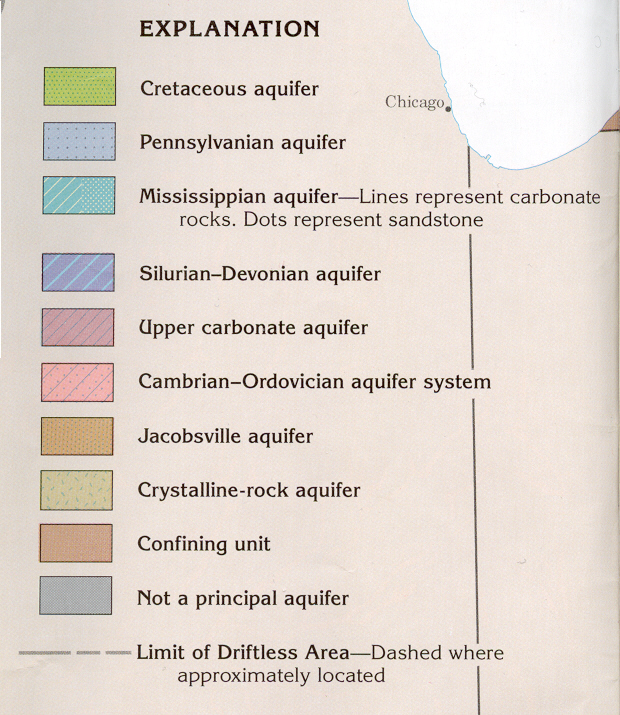 EXPLANATION
Cretaceous aquifer
Chicago
Pennsylvanian aquifer
Mississippian aquifer—Lines represent carbonate
rocks. Dots represent sandstone
Silurian–Devonian aquifer
Upper carbonate aquifer
Cambrian–Ordovician aquifer system
Jacobsville aquifer
Crystalline-rock aquifer
Confining unit
Not a principal aquifer
Limit of Driftless Area—Dashed where
approximately located